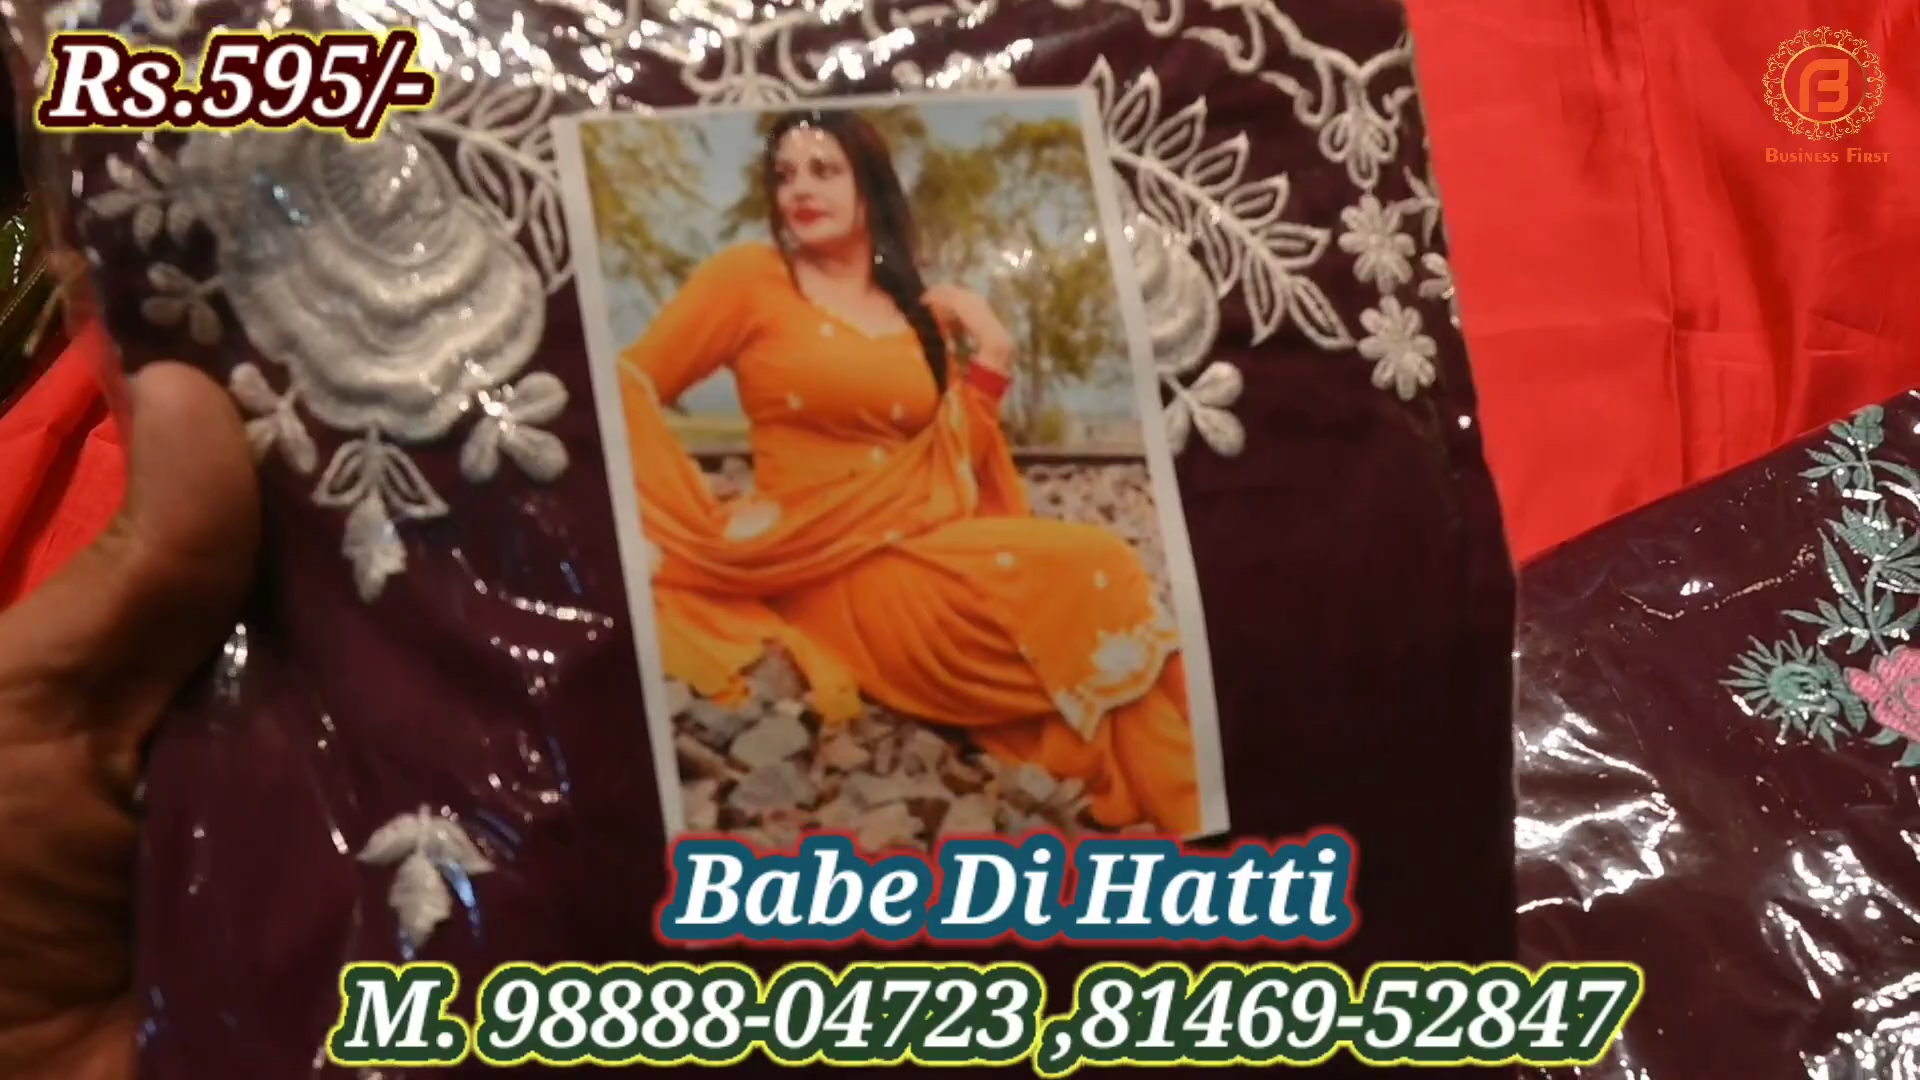 Rs.595/-
BUSINESS FIRST
Babe Di Hatti
M. 98888-04723 ,81469-52847